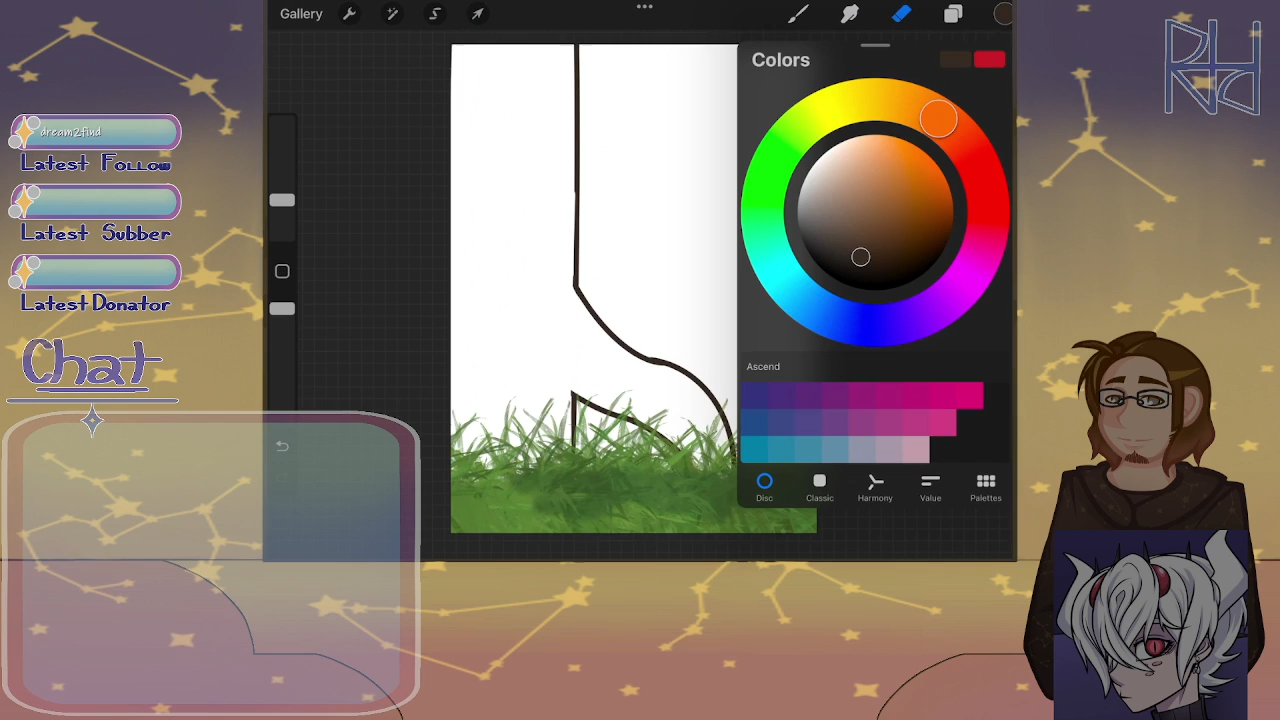 Gallery
Colors
dream2find
Latest Follow
Latest Subber
Latest Donator
Chat
Ascend
Disc
Classic
Harmony
Value
Palettes